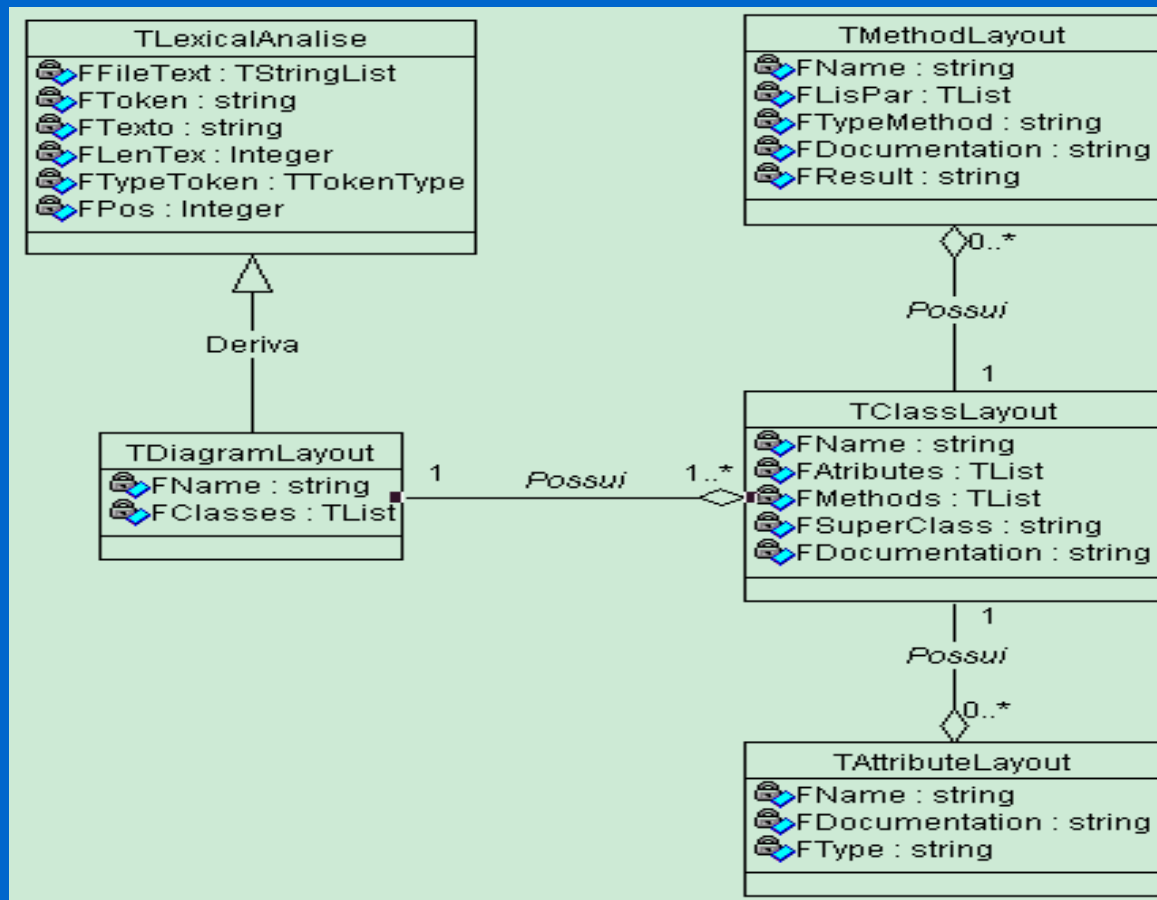 TLexicalAnalise
FFileText : TStringList
FToken : string
FTexto : string
FLenTex : Integer
FTypeToken : TTokenType
FPos : Integer
Deriva
TDiagramLayout
FName : string
FClasses : TList
1
Possui
1..*
TMethodLayout
FName : string
FLisPar : TList
FTypeMethod : string
FDocumentation : string
FResult : string
0..*
Possui
1
TClassLayout
FName : string
FAtributes : TList
FMethods : TList
FSuperClass : string
FDocumentation : string
1
Possui
0..*
TAttributeLayout
FName : string
FDocumentation : string
FType : string